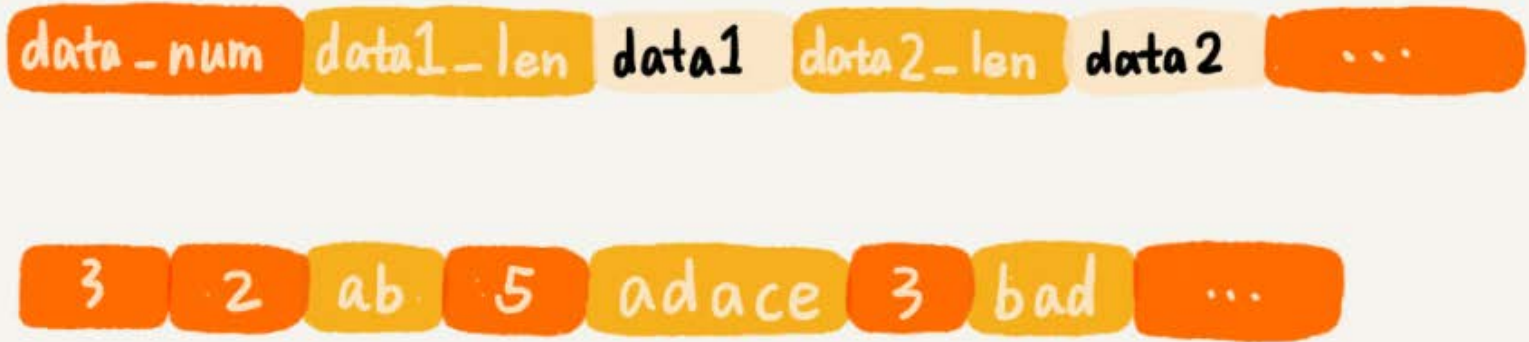 data_num data1_len data1 data2_len data2 ...
3 2 ab 5 adace 3 bad ...